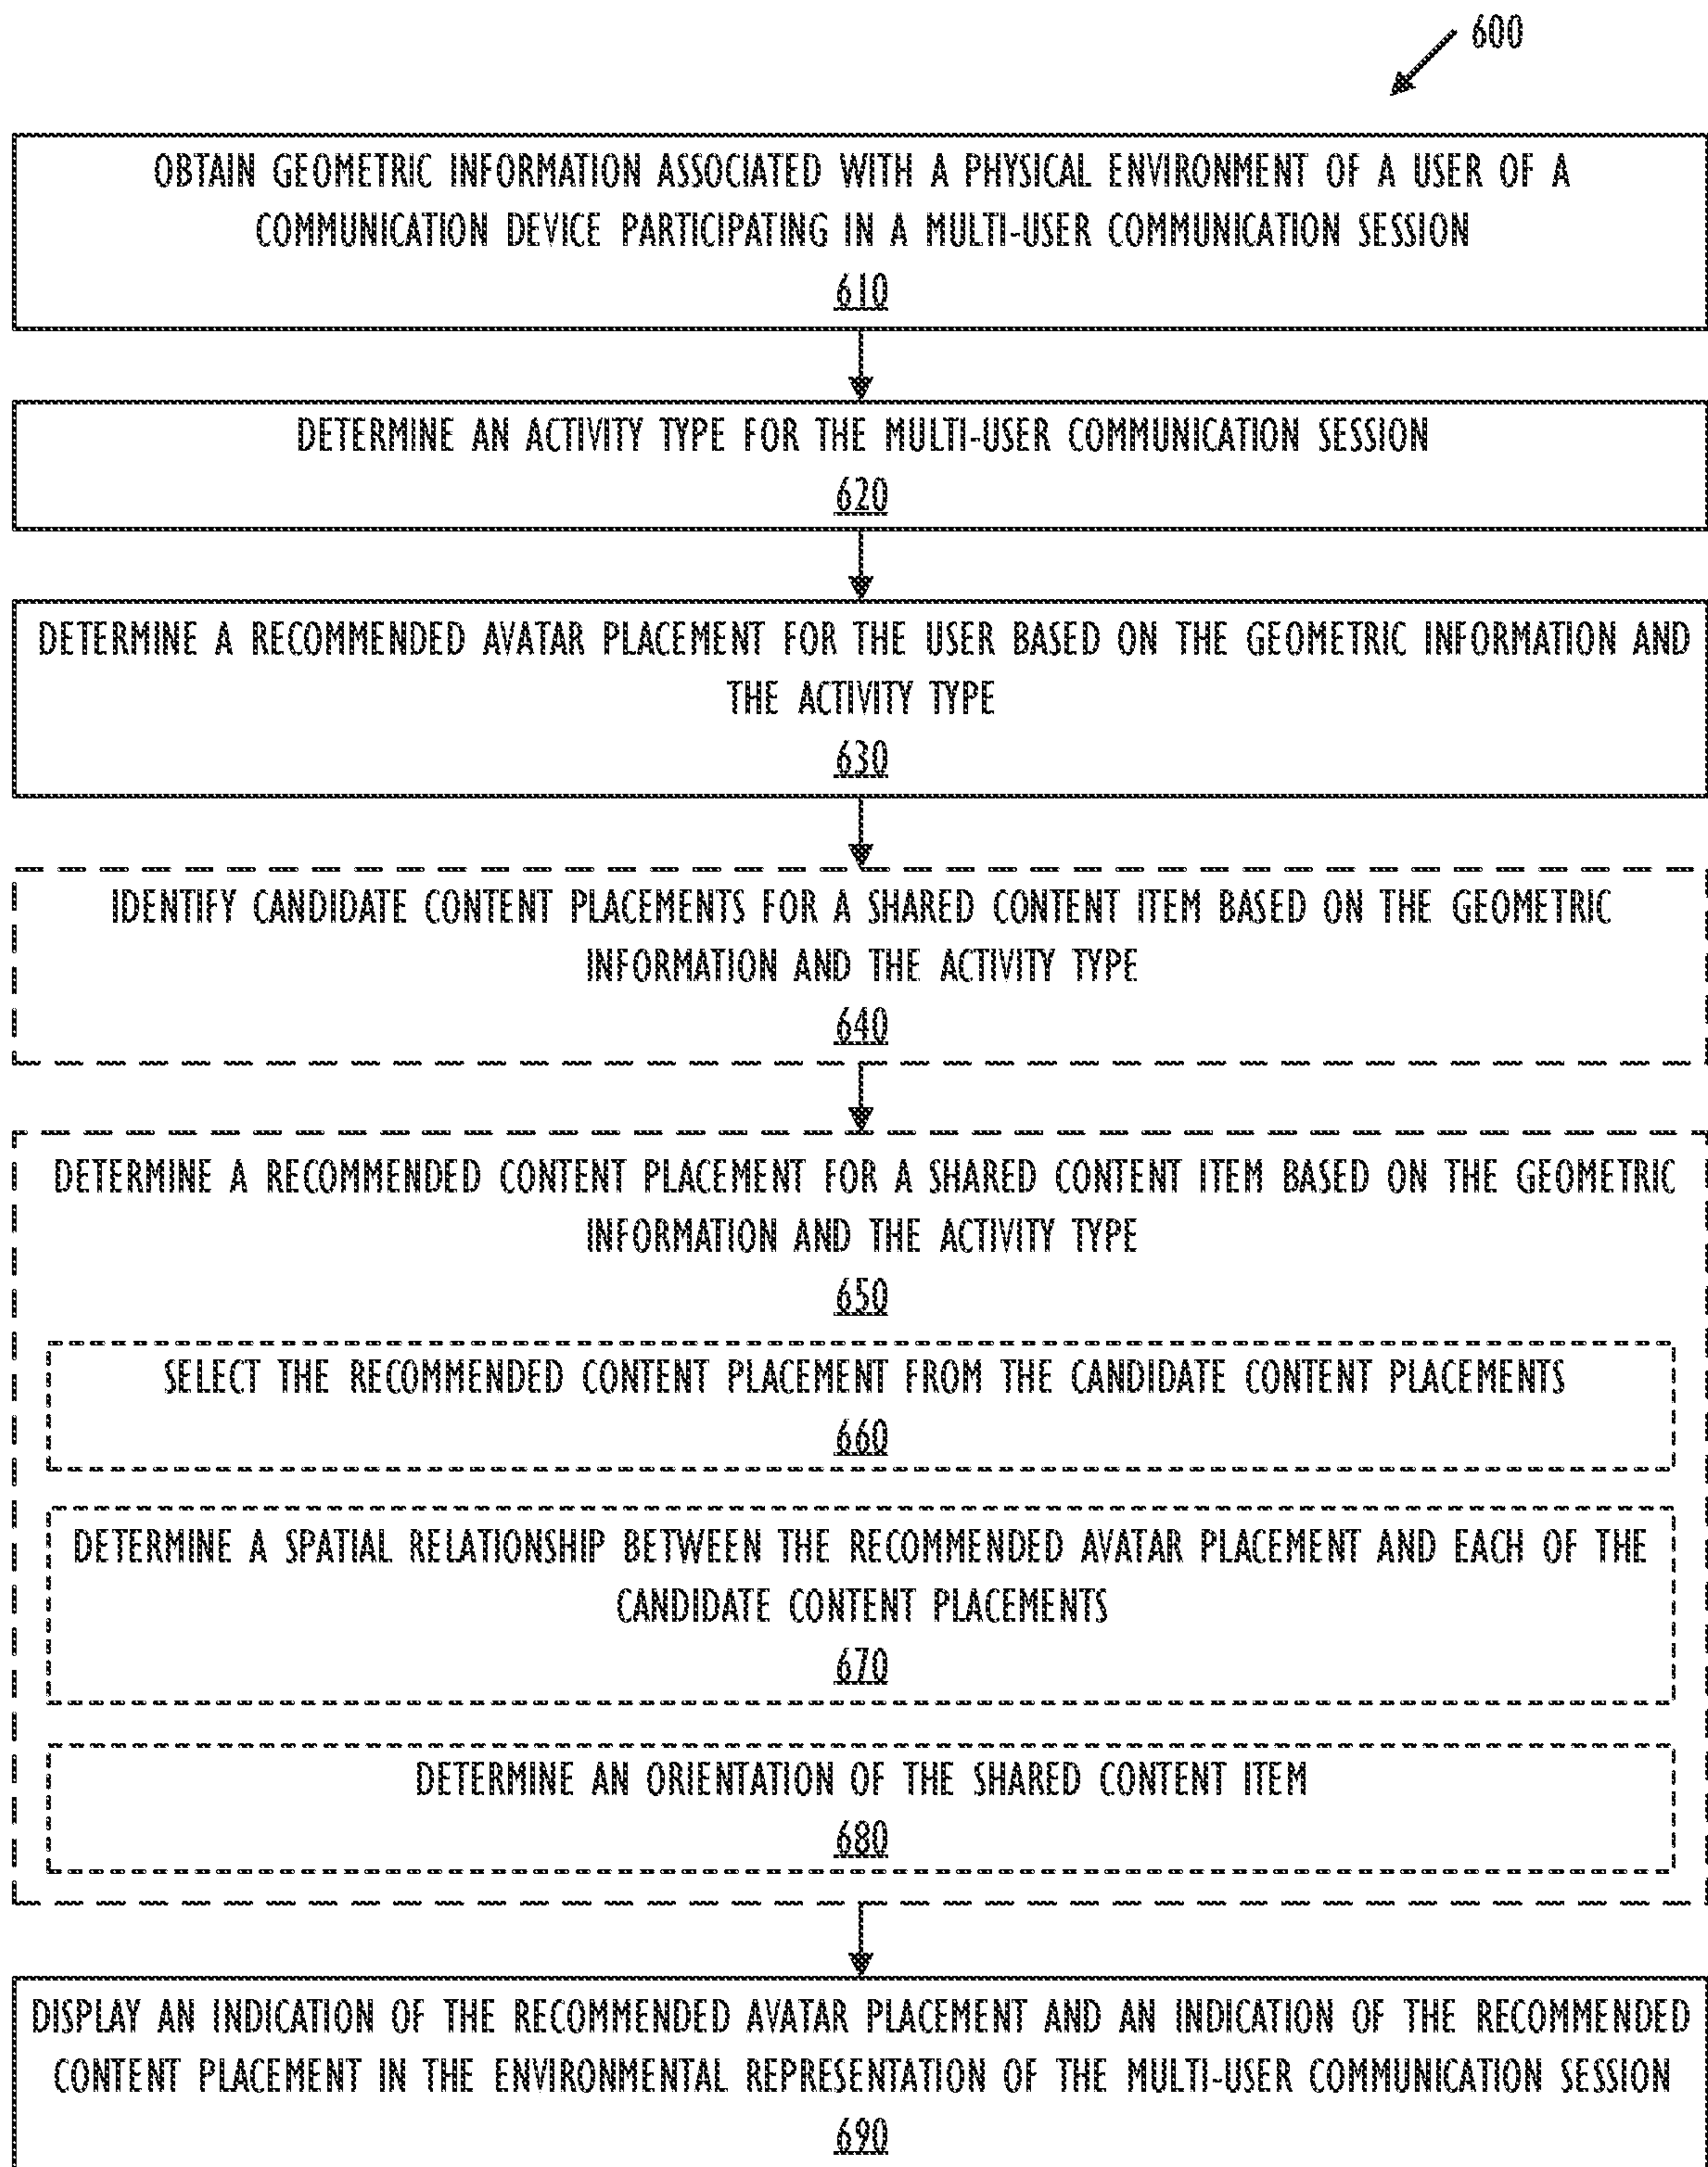 600
OBTAIN GEOMETRIC INFORMATION ASSOCIATED WITH A PHYSICAL ENVIRONMENT OF A USER OF A
COMMUNICATION DEVICE PARTICIPATING IN A MULTI-USER COMMUNICATION SESSION
610
DETERMINE AN ACTIVITY TYPE FOR THE MULTI-USER COMMUNICATION SESSION
620
DETERMINE A RECOMMENDED AVATAR PLACEMENT FOR THE USER BASED ON THE GEOMETRIC INFORMATION AND
THE ACTIVITY TYPE
630
IDENTIFY CANDIDATE CONTENT PLACEMENTS FOR A SHARED CONTENT ITEM BASED ON THE GEOMETRIC
INFORMATION AND THE ACTIVITY TYPE
640
DETERMINE A RECOMMENDED CONTENT PLACEMENT FOR A SHARED CONTENT ITEM BASED ON THE GEOMETRIC
INFORMATION AND THE ACTIVITY TYPE
650
SELECT THE RECOMMENDED CONTENT PLACEMENT FROM THE CANDIDATE CONTENT PLACEMENTS
660
DETERMINE A SPATIAL RELATIONSHIP BETWEEN THE RECOMMENDED AVATAR PLACEMENT AND EACH OF THE
CANDIDATE CONTENT PLACEMENTS
670
DETERMINE AN ORIENTATION OF THE SHARED CONTENT ITEM
680
DISPLAY AN INDICATION OF THE RECOMMENDED AVATAR PLACEMENT AND AN INDICATION OF THE RECOMMENDED
CONTENT PLACEMENT IN THE ENVIRONMENTAL REPRESENTATION OF THE MULTI-USER COMMUNICATION SESSION
690